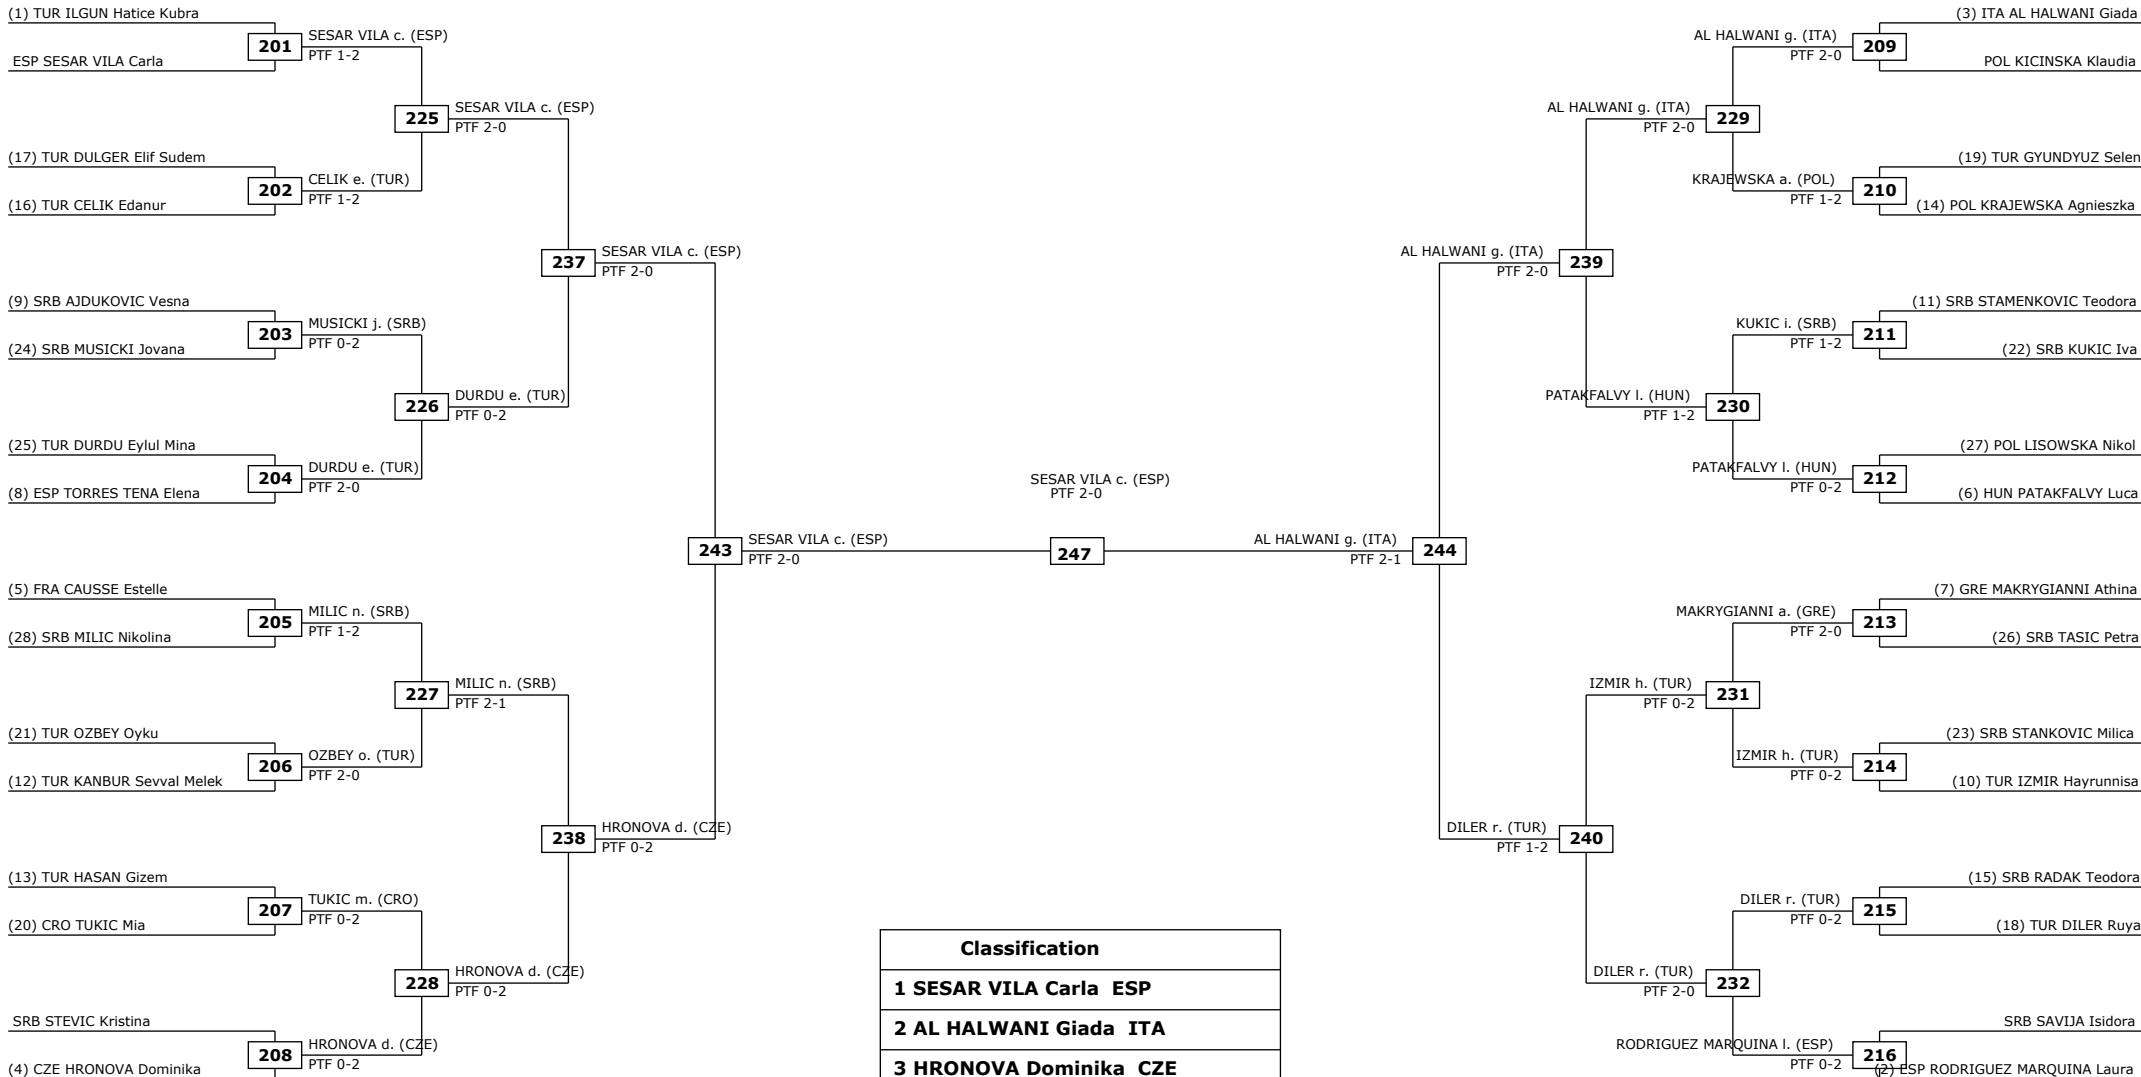 (1) TUR ILGUN Hatice Kubra
201
SESAR VILA c. (ESP)
PTF 1-2
ESP SESAR VILA Carla
225
SESAR VILA c. (ESP)
PTF 2-0
(17) TUR DULGER Elif Sudem
202
CELIK e. (TUR)
PTF 1-2
(16) TUR CELIK Edanur
237
SESAR VILA c. (ESP)
PTF 2-0
(9) SRB AJDUKOVIC Vesna
203
MUSICKI j. (SRB)
PTF 0-2
(24) SRB MUSICKI Jovana
226
DURDU e. (TUR)
PTF 0-2
(25) TUR DURDU Eylul Mina
204
DURDU e. (TUR)
PTF 2-0
(8) ESP TORRES TENA Elena
243
SESAR VILA c. (ESP)
PTF 2-0
(5) FRA CAUSSE Estelle
205
MILIC n. (SRB)
PTF 1-2
(28) SRB MILIC Nikolina
227
MILIC n. (SRB)
PTF 2-1
(21) TUR OZBEY Oyku
206
OZBEY o. (TUR)
PTF 2-0
(12) TUR KANBUR Sevval Melek
238
HRONOVA d. (CZE)
PTF 0-2
(13) TUR HASAN Gizem
207
TUKIC m. (CRO)
PTF 0-2
(20) CRO TUKIC Mia
228
HRONOVA d. (CZE)
PTF 0-2
SRB STEVIC Kristina
208
HRONOVA d. (CZE)
PTF 0-2
(4) CZE HRONOVA Dominika
SESAR VILA c. (ESP)
PTF 2-0
247
Classification
1 SESAR VILA Carla ESP
2 AL HALWANI Giada ITA
3 HRONOVA Dominika CZE
(3) ITA AL HALWANI Giada
AL HALWANI g. (ITA)
PTF 2-0
209
POL KICINSKA Klaudia
AL HALWANI g. (ITA)
PTF 2-0
229
(19) TUR GYUNDYUZ Selen
KRAJEWSKA a. (POL)
PTF 1-2
210
(14) POL KRAJEWSKA Agnieszka
AL HALWANI g. (ITA)
PTF 2-0
239
(11) SRB STAMENKOVIC Teodora
KUKIC i. (SRB)
PTF 1-2
211
(22) SRB KUKIC Iva
PATAKFALVY l. (HUN)
PTF 1-2
230
(27) POL LISOWSKA Nikol
PATAKFALVY l. (HUN)
PTF 0-2
212
(6) HUN PATAKFALVY Luca
AL HALWANI g. (ITA)
PTF 2-1
244
(7) GRE MAKRYGIANNI Athina
MAKRYGIANNI a. (GRE)
PTF 2-0
213
(26) SRB TASIC Petra
IZMIR h. (TUR)
PTF 0-2
231
(23) SRB STANKOVIC Milica
IZMIR h. (TUR)
PTF 0-2
214
(10) TUR IZMIR Hayrunnisa
DILER r. (TUR)
PTF 1-2
240
(15) SRB RADAK Teodora
DILER r. (TUR)
PTF 0-2
215
(18) TUR DILER Ruya
DILER r. (TUR)
PTF 2-0
232
SRB SAVIJA Isidora
RODRIGUEZ MARQUINA l. (ESP)
PTF 0-2
216
(2) ESP RODRIGUEZ MARQUINA Laura